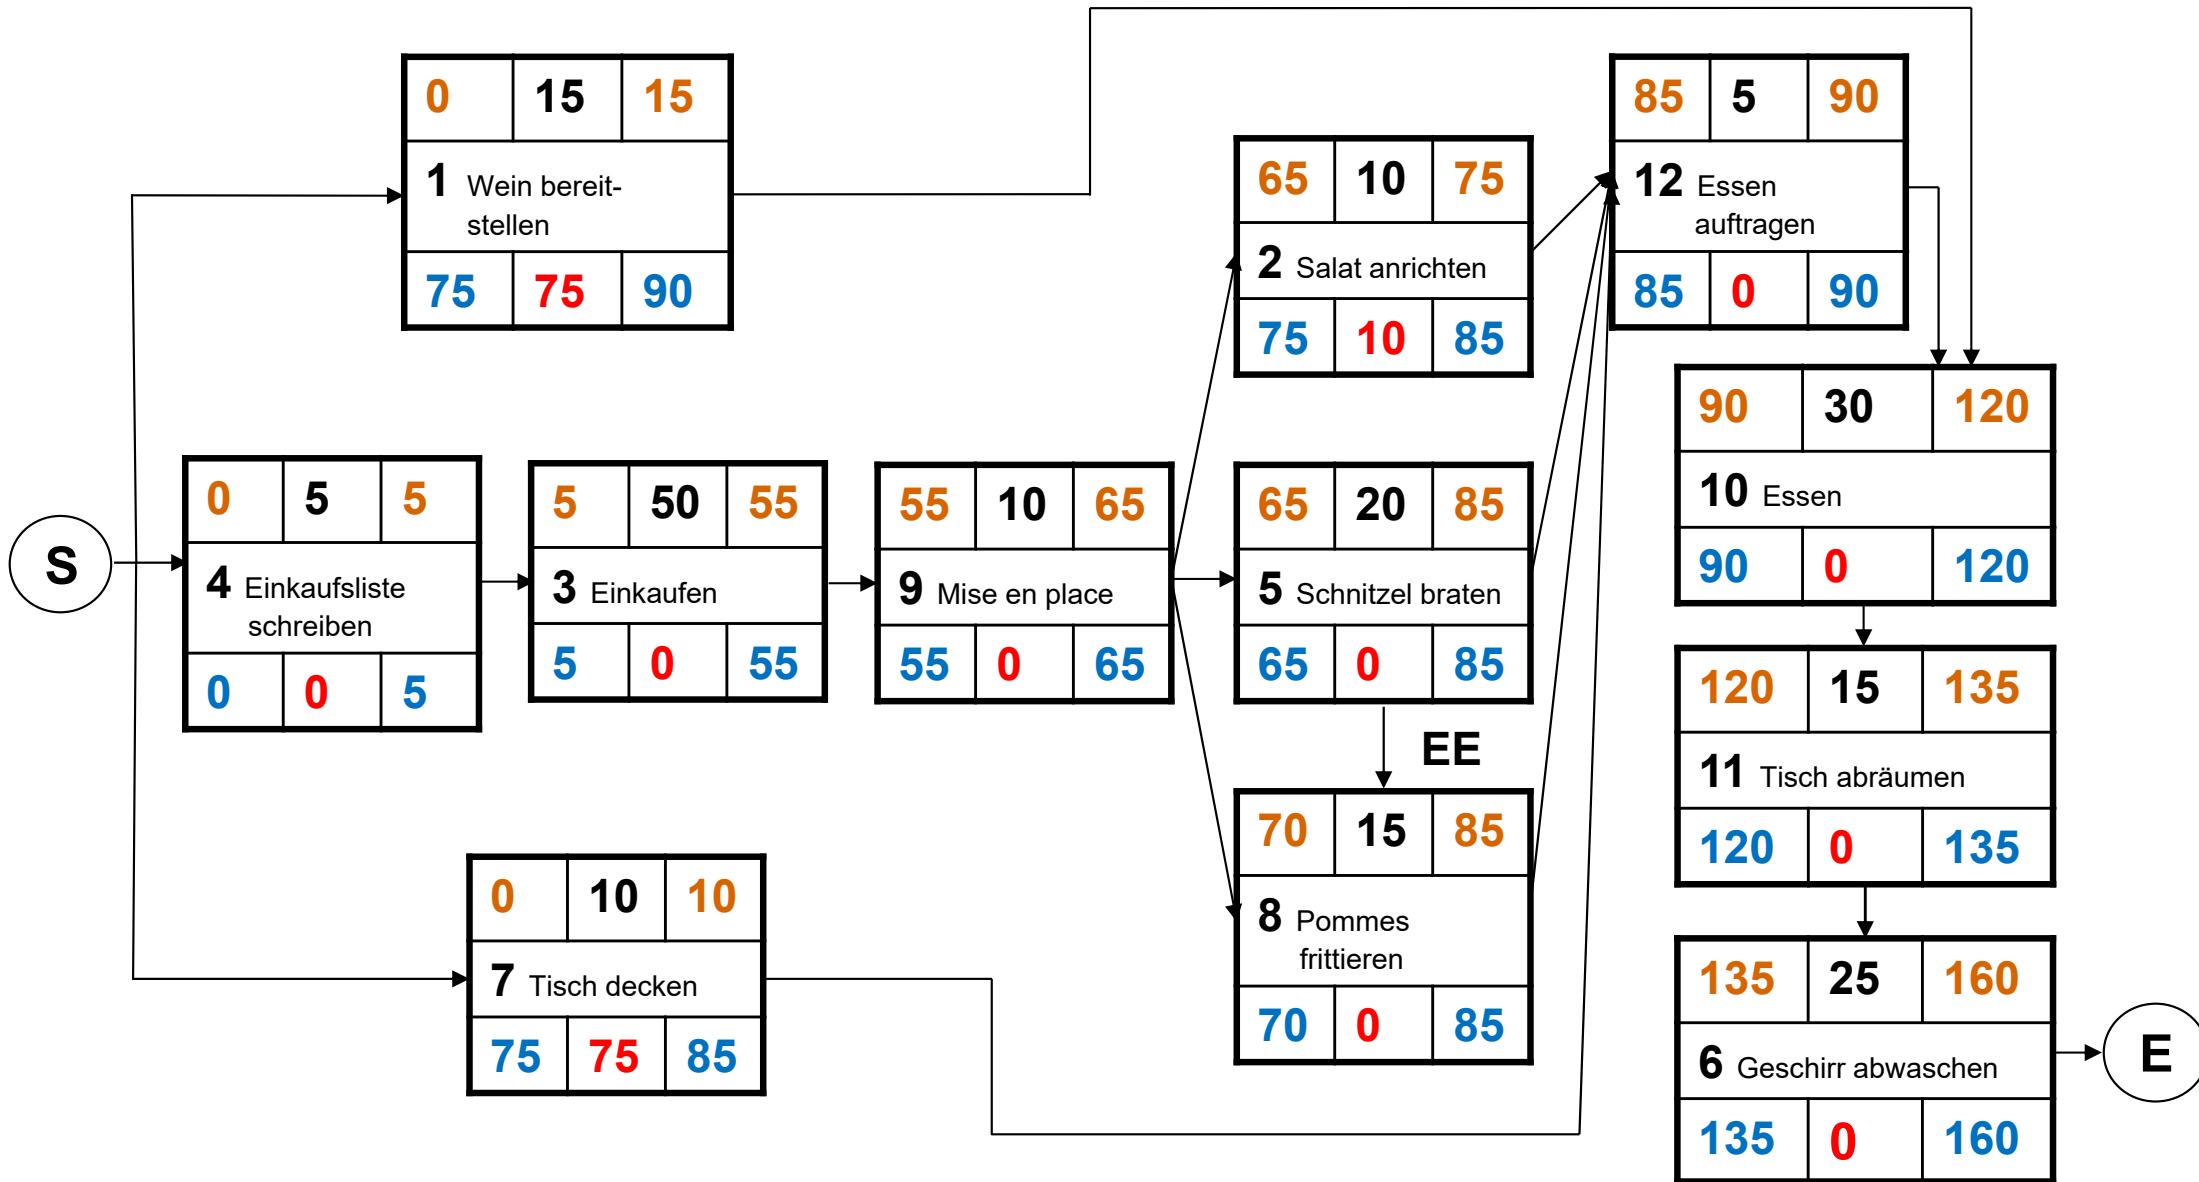 0 15 15
1 Wein bereit-
stellen
75 75 90
S
0 5 5
4 Einkaufsliste
schreiben
0 0 5
5 50 55
3 Einkaufen
5 0 55
55 10 65
9 Mise en place
55 0 65
0 10 10
7 Tisch decken
75 75 85
65 10 75
2 Salat anrichten
75 10 85
65 20 85
5 Schnitzel braten
65 0 85
EE
70 15 85
8 Pommes
frittieren
70 0 85
85 5 90
12 Essen
auftragen
85 0 90
90 30 120
10 Essen
90 0 120
120 15 135
11 Tisch abräumen
120 0 135
135 25 160
6 Geschirr abwaschen
135 0 160
E